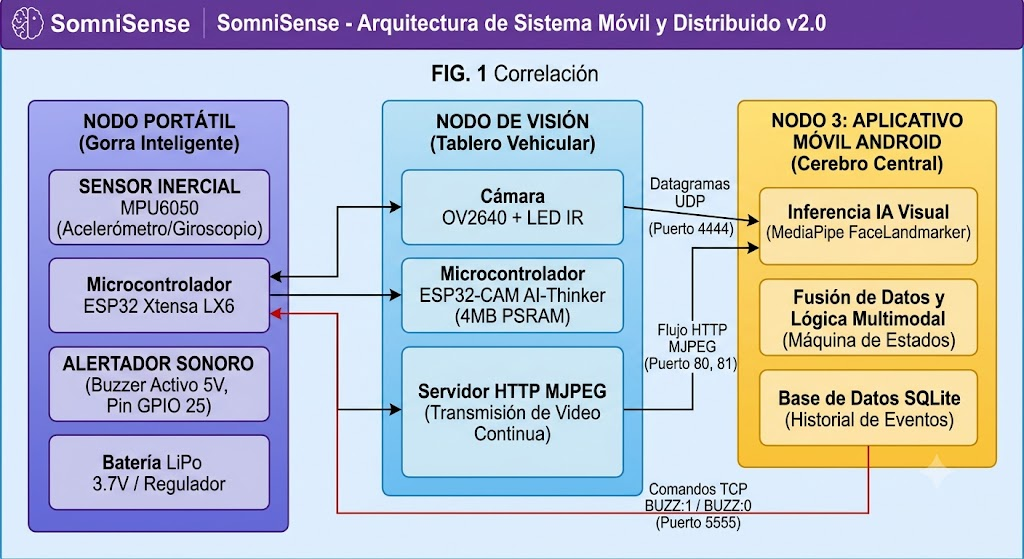 SomniSense
SomniSense - Arquitectura de Sistema Móvil y Distribuido v2.0
FIG. 1 Correlación
NODO PORTÁTIL
(Gorra Inteligente)
SENSOR INERCIAL
MPU6050
(Acelerómetro/Giroscopio)
Microcontrolador
ESP32 Xtensa LX6
ALERTADOR SONORO
(Buzzer Activo 5V,
Pin GPIO 25)
Batería LiPo
3.7V / Regulador
NODO DE VISIÓN
(Tablero Vehicular)
Cámara
OV2640 + LED IR
Microcontrolador
ESP32-CAM AI-Thinker
(4MB PSRAM)
Servidor HTTP MJPEG
(Transmisión de Video
Continua)
Datagramas
UDP
(Puerto 4444)
Flujo HTTP
MJPEG
(Puerto 80, 81)
NODO 3: APLICATIVO
MÓVIL ANDROID
(Cerebro Central)
Inferencia IA Visual
(MediaPipe FaceLandmarker)
Fusión de Datos y
Lógica Multimodal
(Máquina de Estados)
Base de Datos SQLite
(Historial de Eventos)
Comandos TCP
BUZZ:1 / BUZZ:0
(Puerto 5555)